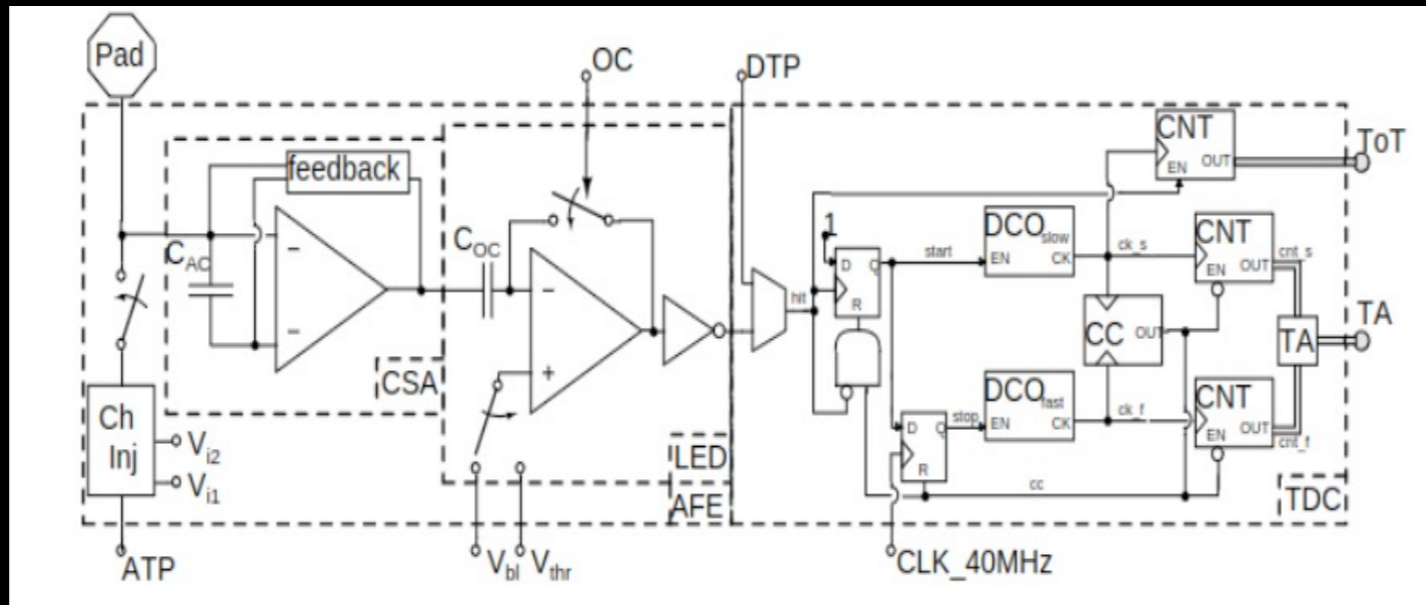 Pad
OC
DTP
feedback
CNT
EN
OUT
ToT
C_AC
−
−
CSA
C_OC
−
+
LED
AFE
Ch
Inj
V_i2
V_i1
ATP
V_bl
V_thr
hit
1
D
Q
R
start
DCO_slow
EN
CK
ck_s
CNT
EN
OUT
cnt_s
CC
OUT
TA
TA
D
Q
R
stop
DCO_fast
EN
CK
ck_f
CNT
EN
OUT
cnt_f
cc
TDC
CLK_40MHz